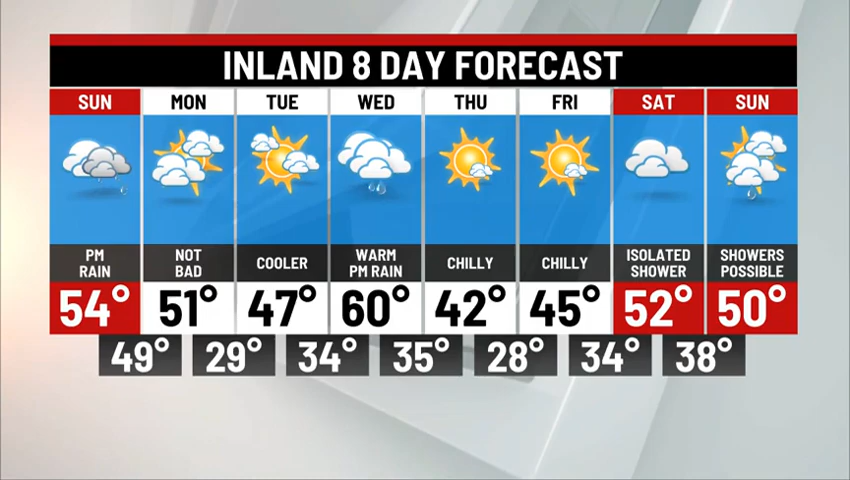 INLAND 8 DAY FORECAST
SUN MON TUE WED THU FRI SAT SUN
PM RAIN
NOT BAD
COOLER
WARM PM RAIN
CHILLY
CHILLY
ISOLATED SHOWER
SHOWERS POSSIBLE
54° 51° 47° 60° 42° 45° 52° 50°
49° 29° 34° 35° 28° 34° 38°